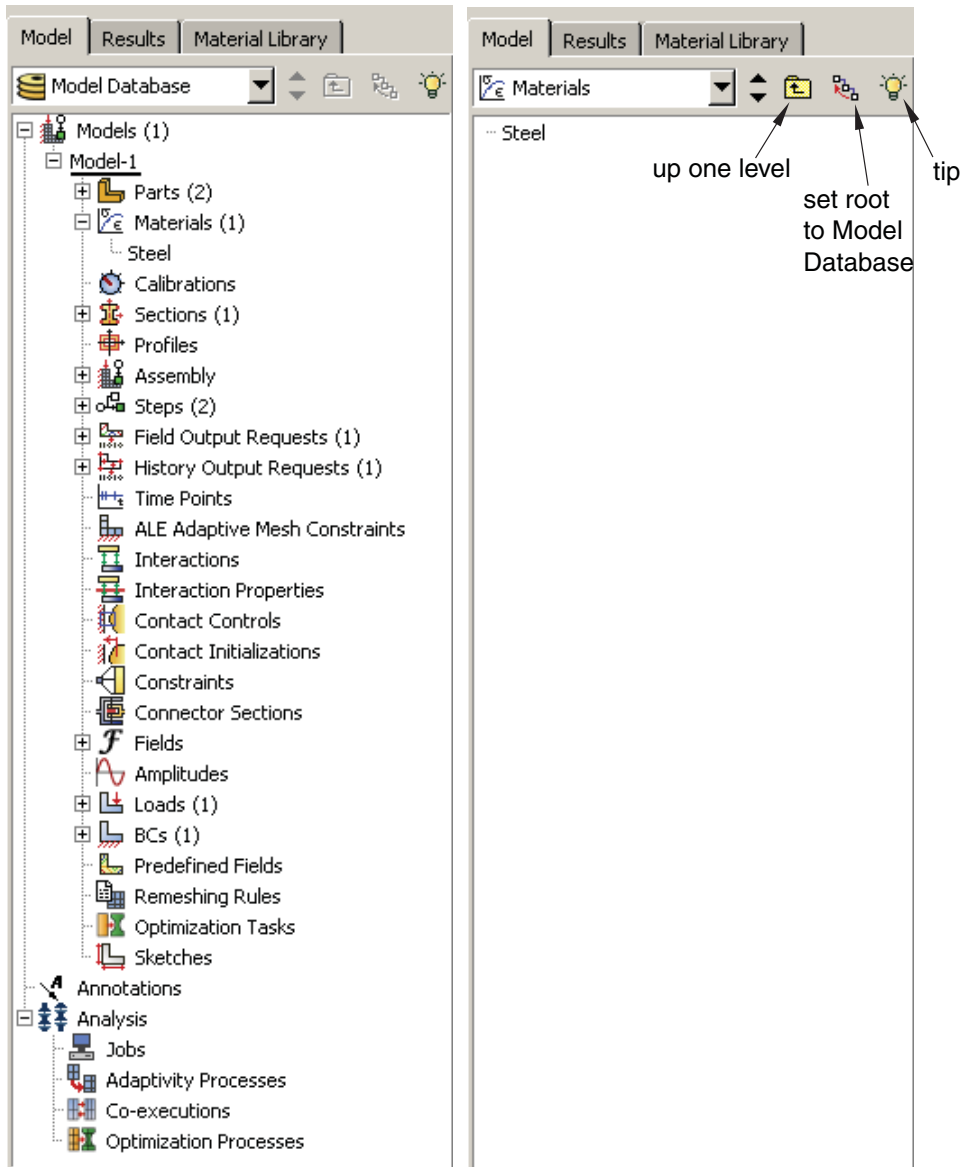 Model Results Material Library
Model Database
Models (1)
Model-1
Parts (2)
Materials (1)
Steel
Calibrations
Sections (1)
Profiles
Assembly
Steps (2)
Field Output Requests (1)
History Output Requests (1)
Time Points
ALE Adaptive Mesh Constraints
Interactions
Interaction Properties
Contact Controls
Contact Initializations
Constraints
Connector Sections
Fields
Amplitudes
Loads (1)
BCs (1)
Predefined Fields
Remeshing Rules
Optimization Tasks
Sketches
Annotations
Analysis
Jobs
Adaptivity Processes
Co-executions
Optimization Processes
Model Results Material Library
Materials
Steel
up one level
set root
to Model
Database
tip